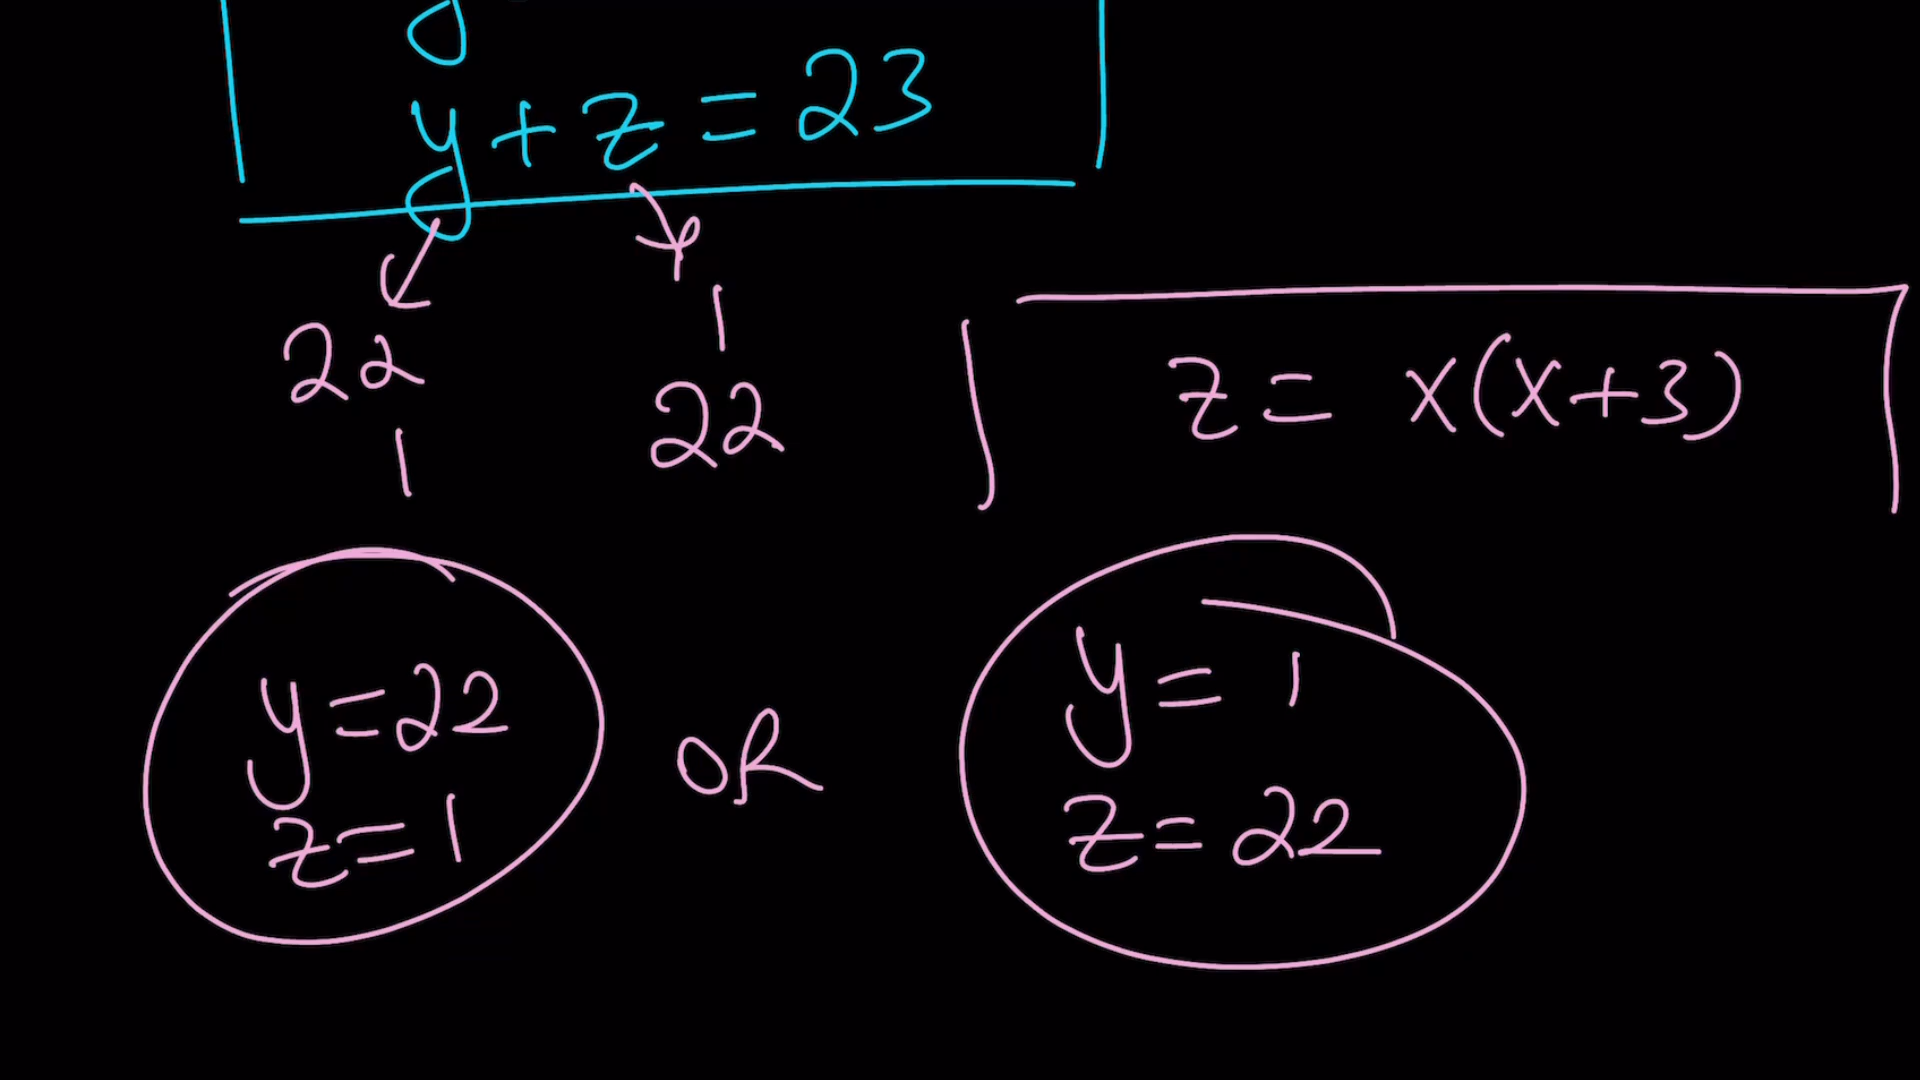 y + z = 23
22 1
1 22
z = x(x+3)
y = 22
z = 1
OR
y = 1
z = 22